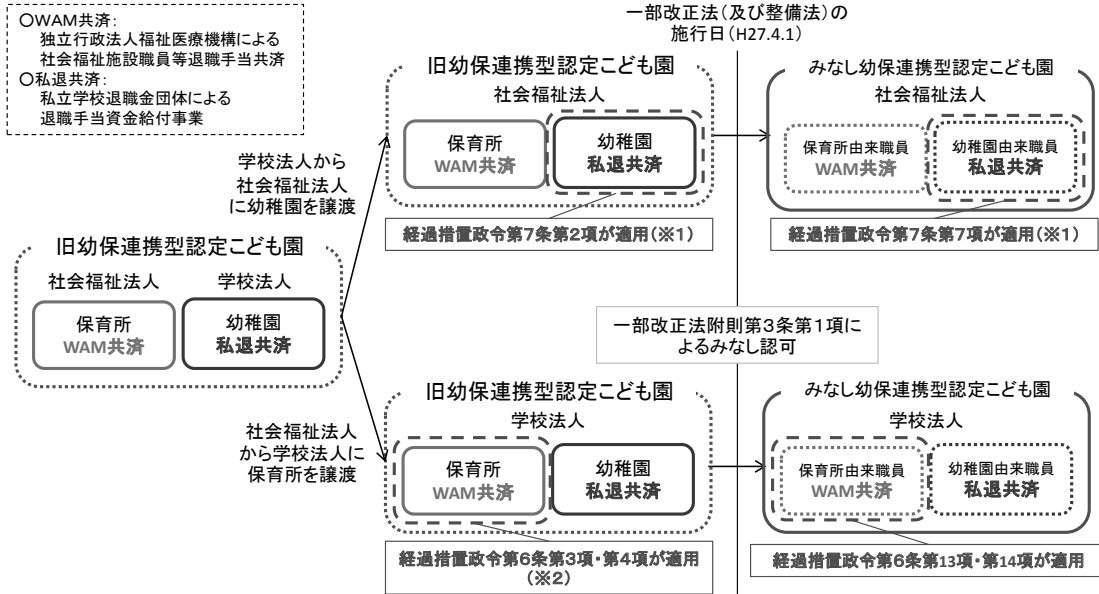 ○WAM共済：
独立行政法人福祉医療機構による
社会福祉施設職員等退職手当共済
○私退共済：
私立学校退職金団体による
退職手当資金給付事業
一部改正法（及び整備法）の
施行日（H27.4.1）
旧幼保連携型認定こども園
社会福祉法人
保育所
WAM共済
幼稚園
私退共済
経過措置政令第7条第2項が適用（※1）
みなし幼保連携型認定こども園
社会福祉法人
保育所由来職員
WAM共済
幼稚園由来職員
私退共済
経過措置政令第7条第7項が適用（※1）
学校法人から
社会福祉法人
に幼稚園を譲渡
旧幼保連携型認定こども園
社会福祉法人
学校法人
保育所
WAM共済
幼稚園
私退共済
一部改正法附則第3条第1項に
よるみなし認可
社会福祉法人
から学校法人に
保育所を譲渡
旧幼保連携型認定こども園
学校法人
保育所
WAM共済
幼稚園
私退共済
経過措置政令第6条第3項・第4項が適用
（※2）
みなし幼保連携型認定こども園
学校法人
保育所由来職員
WAM共済
幼稚園由来職員
私退共済
経過措置政令第6条第13項・第14項が適用